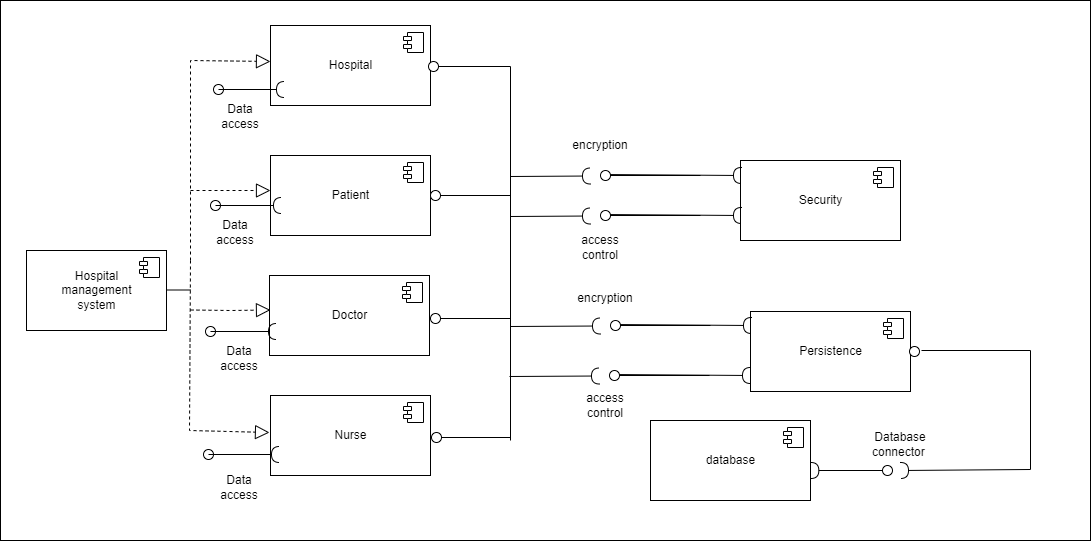 Hospital
Data
access
encryption
Patient
Security
Data
access
access
control
Hospital
management
system
encryption
Doctor
Persistence
Data
access
access
control
Nurse
Database
connector
database
Data
access